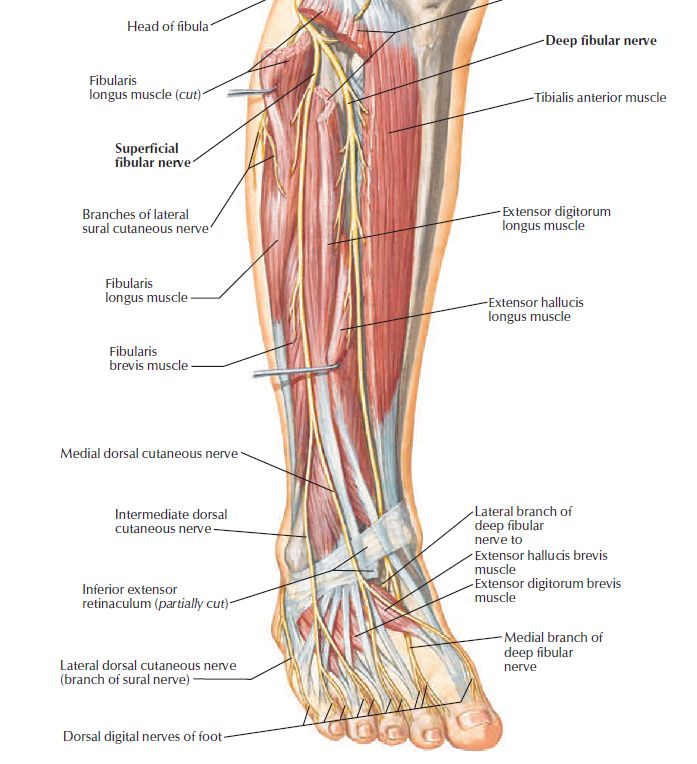 Head of fibula
Deep fibular nerve
Fibularis
longus muscle (cut)
Tibialis anterior muscle
Superficial
fibular nerve
Branches of lateral
sural cutaneous nerve
Extensor digitorum
longus muscle
Fibularis
longus muscle
Extensor hallucis
longus muscle
Fibularis
brevis muscle
Medial dorsal cutaneous nerve
Intermediate dorsal
cutaneous nerve
Lateral branch of
deep fibular
nerve to
Extensor hallucis brevis
muscle
Extensor digitorum brevis
muscle
Inferior extensor
retinaculum (partially cut)
Medial branch of
deep fibular
nerve
Lateral dorsal cutaneous nerve
(branch of sural nerve)
Dorsal digital nerves of foot